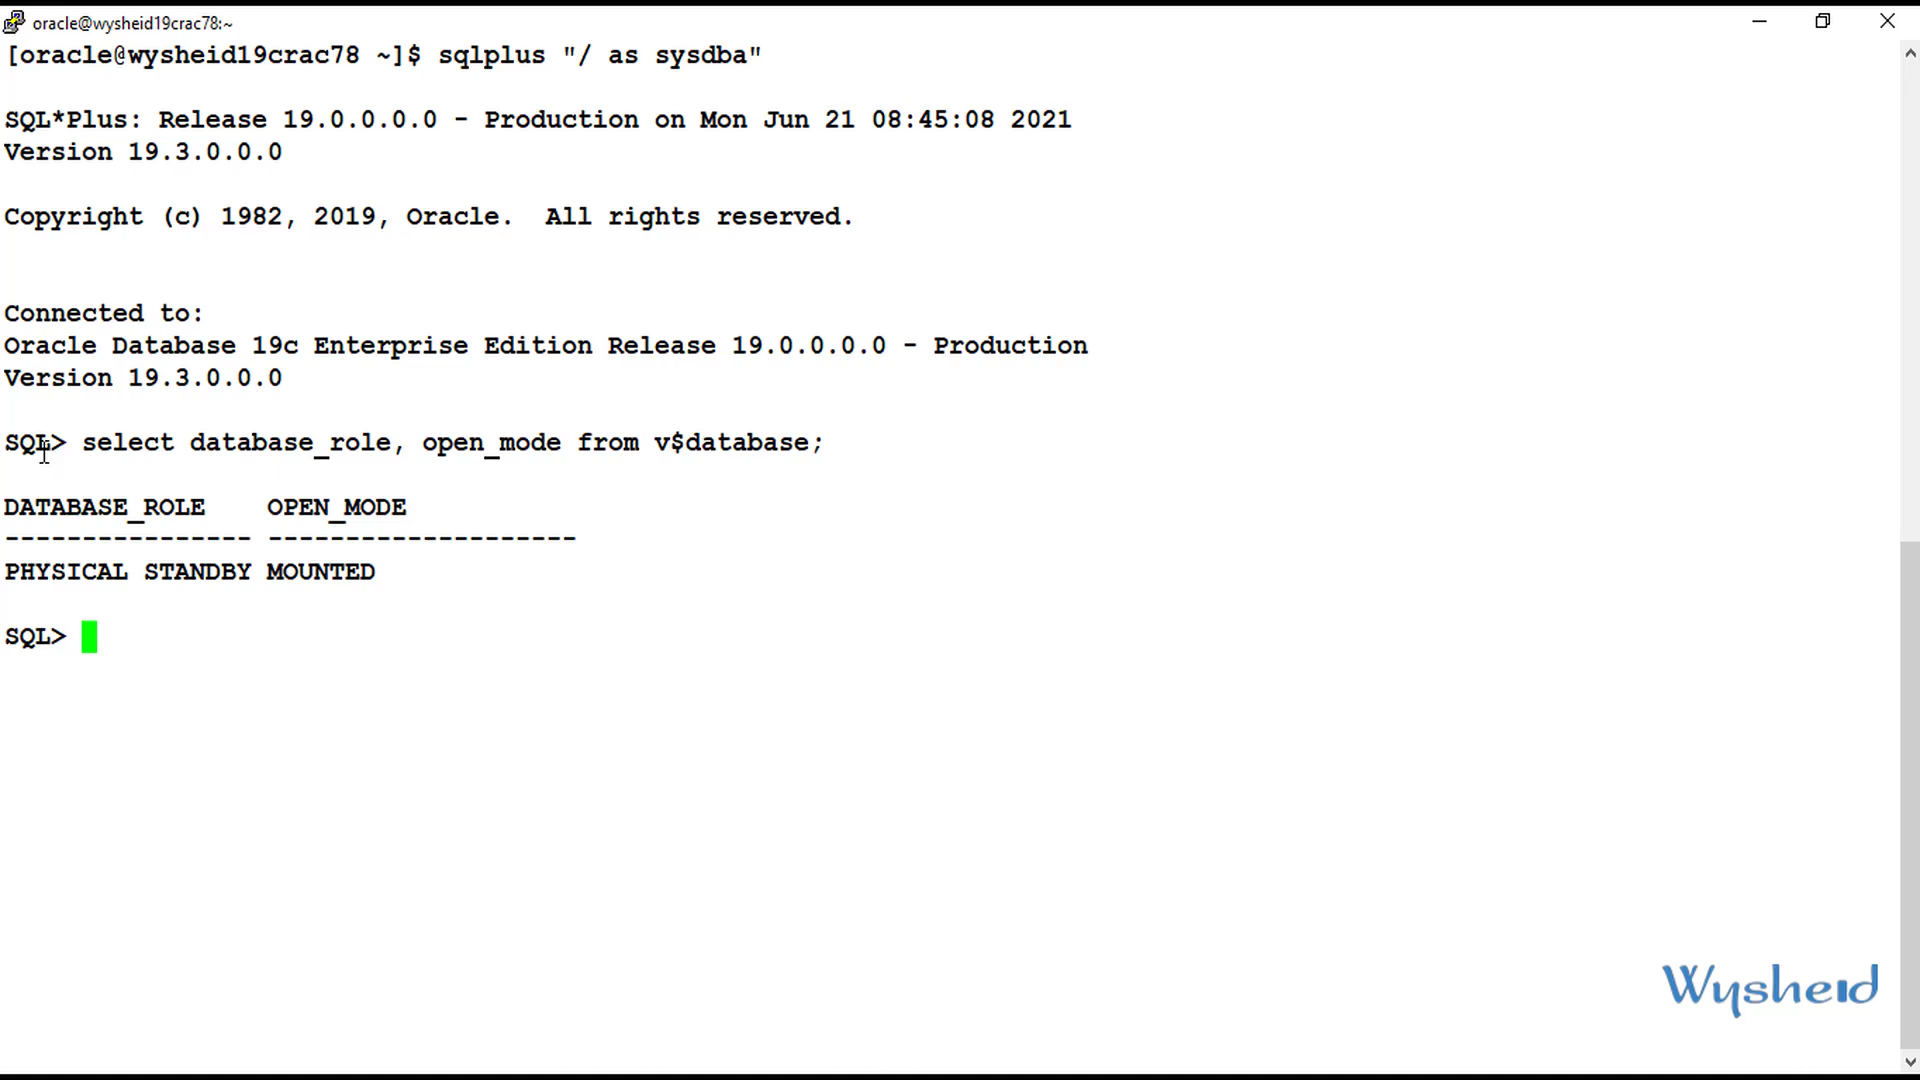 oracle@wysheid19crac78:~
[oracle@wysheid19crac78 ~]$ sqlplus "/ as sysdba"
SQL*Plus: Release 19.0.0.0.0 - Production on Mon Jun 21 08:45:08 2021
Version 19.3.0.0.0
Copyright (c) 1982, 2019, Oracle.  All rights reserved.
Connected to:
Oracle Database 19c Enterprise Edition Release 19.0.0.0.0 - Production
Version 19.3.0.0.0
SQL> select database_role, open_mode from v$database;
DATABASE_ROLE    OPEN_MODE
---------------- --------------------
PHYSICAL STANDBY MOUNTED
SQL>
Wysheid